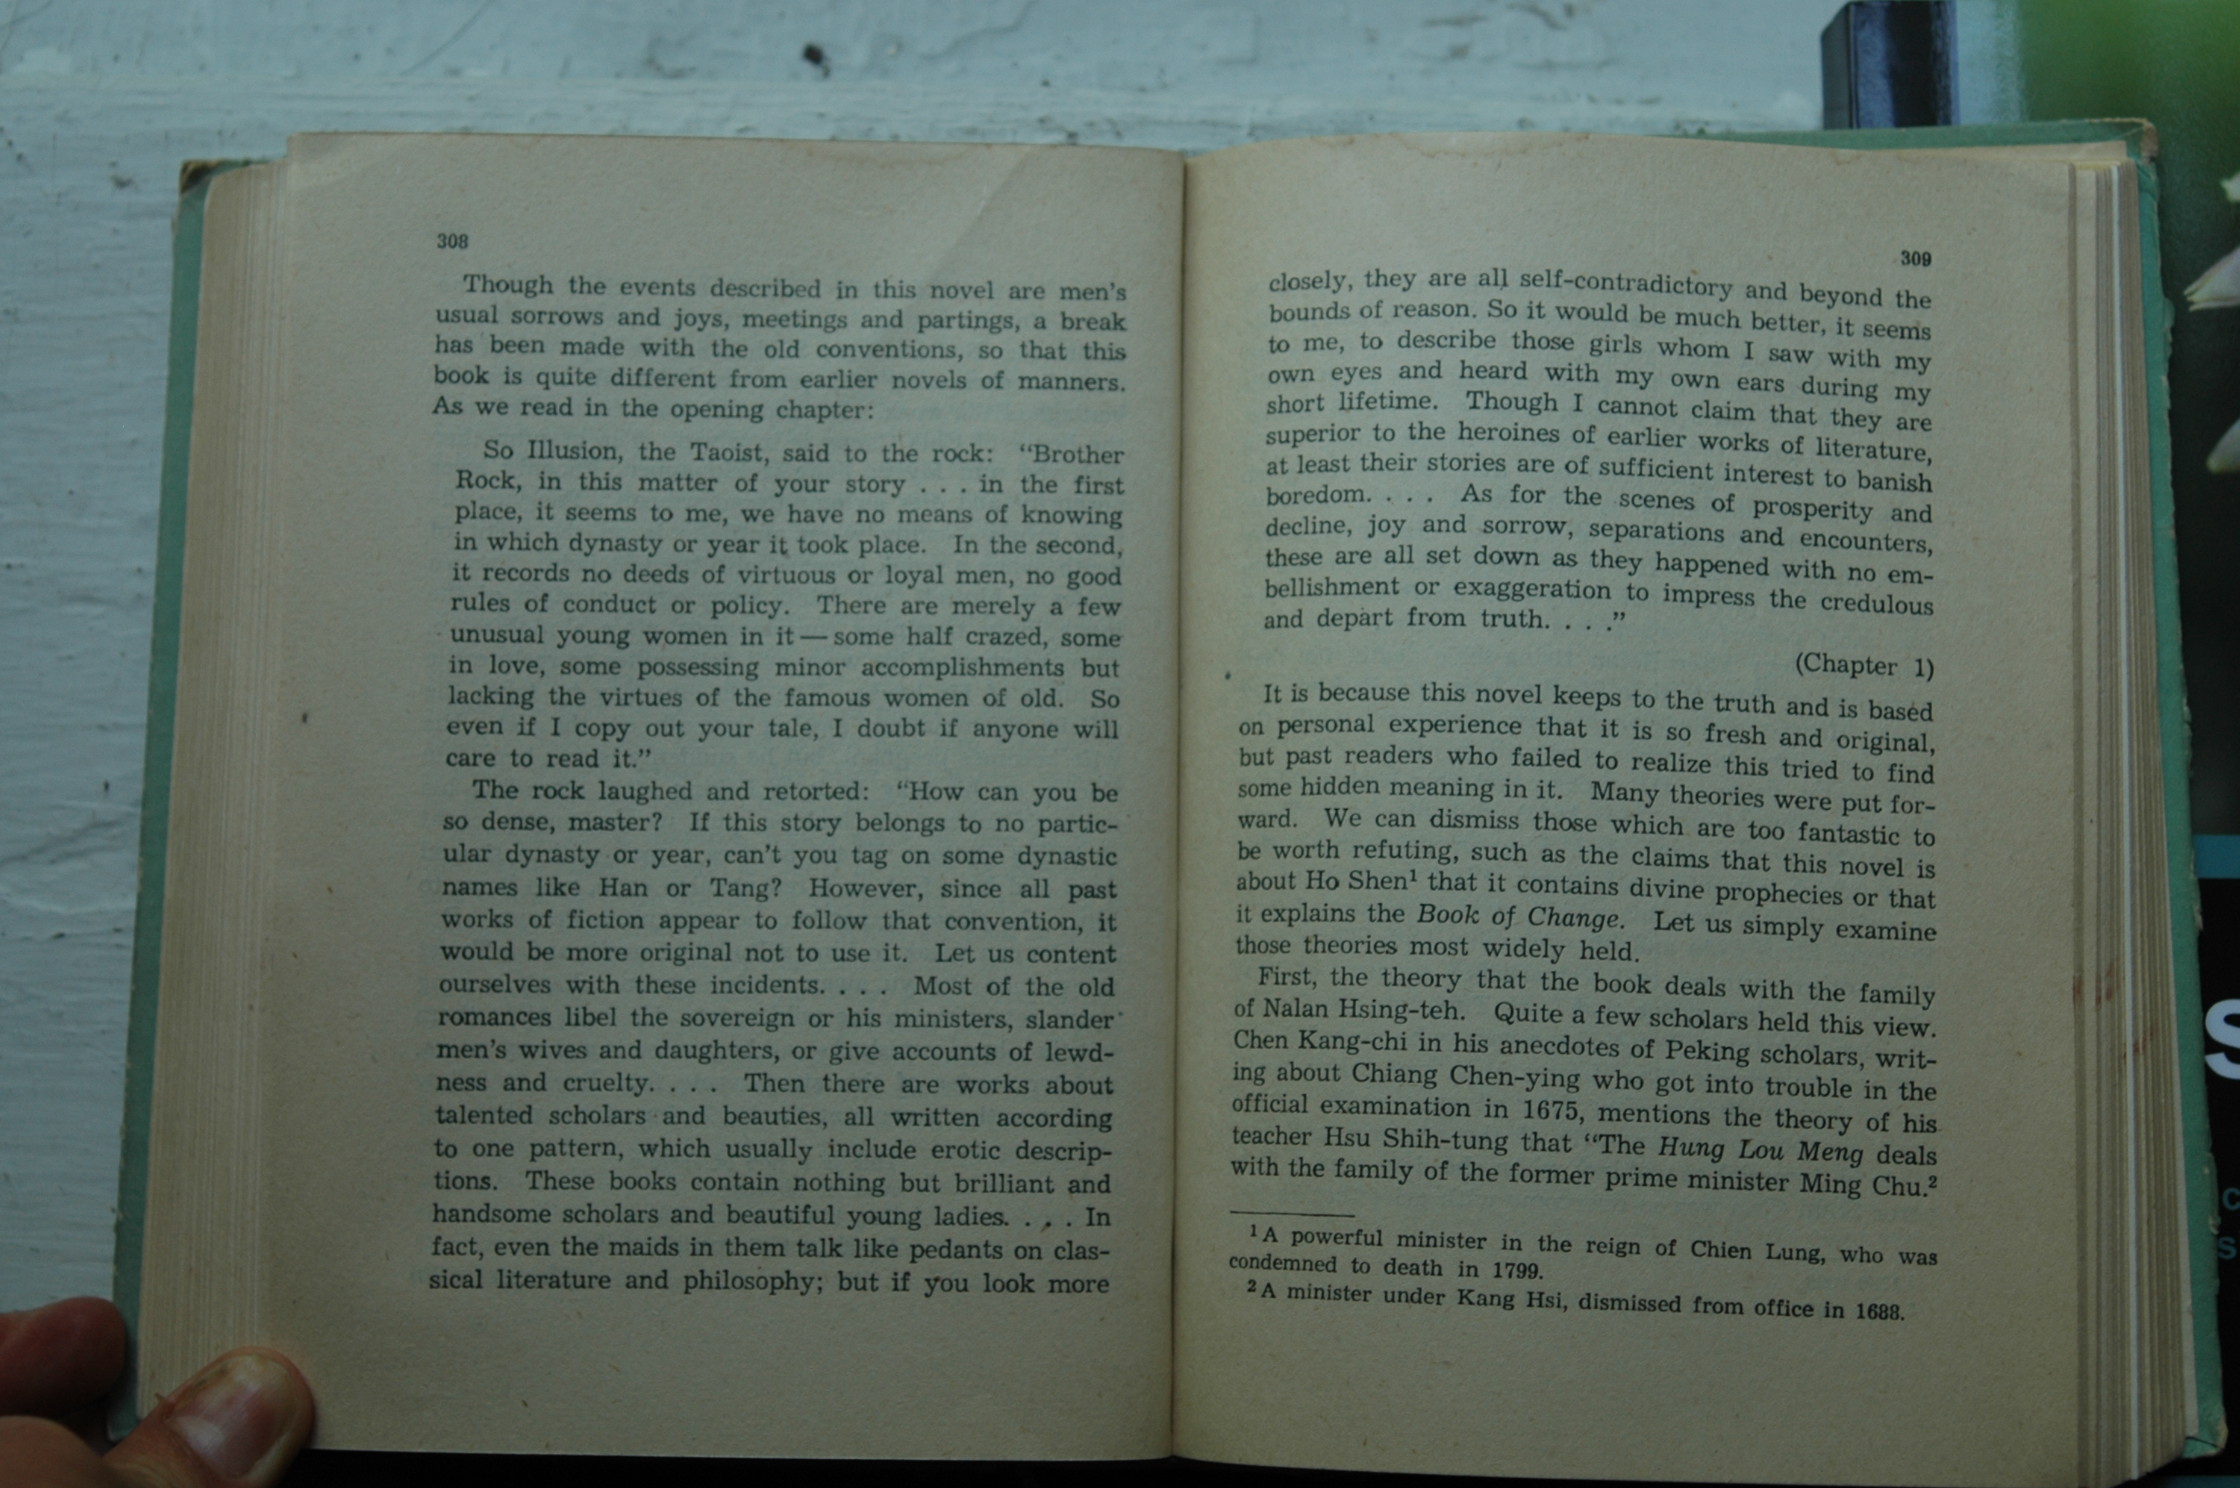 308
Though the events described in this novel are men's
usual sorrows and joys, meetings and partings, a break
has been made with the old conventions, so that this
book is quite different from earlier novels of manners.
As we read in the opening chapter:
So Illusion, the Taoist, said to the rock: "Brother
Rock, in this matter of your story . . . in the first
place, it seems to me, we have no means of knowing
in which dynasty or year it took place. In the second,
it records no deeds of virtuous or loyal men, no good
rules of conduct or policy. There are merely a few
unusual young women in it — some half crazed, some
in love, some possessing minor accomplishments but
lacking the virtues of the famous women of old. So
even if I copy out your tale, I doubt if anyone will
care to read it."
The rock laughed and retorted: "How can you be
so dense, master? If this story belongs to no partic-
ular dynasty or year, can't you tag on some dynastic
names like Han or Tang? However, since all past
works of fiction appear to follow that convention, it
would be more original not to use it. Let us content
ourselves with these incidents. . . . Most of the old
romances libel the sovereign or his ministers, slander
men's wives and daughters, or give accounts of lewd-
ness and cruelty. . . . Then there are works about
talented scholars and beauties, all written according
to one pattern, which usually include erotic descrip-
tions. These books contain nothing but brilliant and
handsome scholars and beautiful young ladies. . . . In
fact, even the maids in them talk like pedants on clas-
sical literature and philosophy; but if you look more
309
closely, they are all self-contradictory and beyond the
bounds of reason. So it would be much better, it seems
to me, to describe those girls whom I saw with my
own eyes and heard with my own ears during my
short lifetime. Though I cannot claim that they are
superior to the heroines of earlier works of literature,
at least their stories are of sufficient interest to banish
boredom. . . . As for the scenes of prosperity and
decline, joy and sorrow, separations and encounters,
these are all set down as they happened with no em-
bellishment or exaggeration to impress the credulous
and depart from truth. . . ."
(Chapter 1)
It is because this novel keeps to the truth and is based
on personal experience that it is so fresh and original,
but past readers who failed to realize this tried to find
some hidden meaning in it. Many theories were put for-
ward. We can dismiss those which are too fantastic to
be worth refuting, such as the claims that this novel is
about Ho Shen¹ that it contains divine prophecies or that
it explains the Book of Change. Let us simply examine
those theories most widely held.
First, the theory that the book deals with the family
of Nalan Hsing-teh. Quite a few scholars held this view.
Chen Kang-chi in his anecdotes of Peking scholars, writ-
ing about Chiang Chen-ying who got into trouble in the
official examination in 1675, mentions the theory of his
teacher Hsu Shih-tung that "The Hung Lou Meng deals
with the family of the former prime minister Ming Chu.²
¹ A powerful minister in the reign of Chien Lung, who was
condemned to death in 1799.
² A minister under Kang Hsi, dismissed from office in 1688.